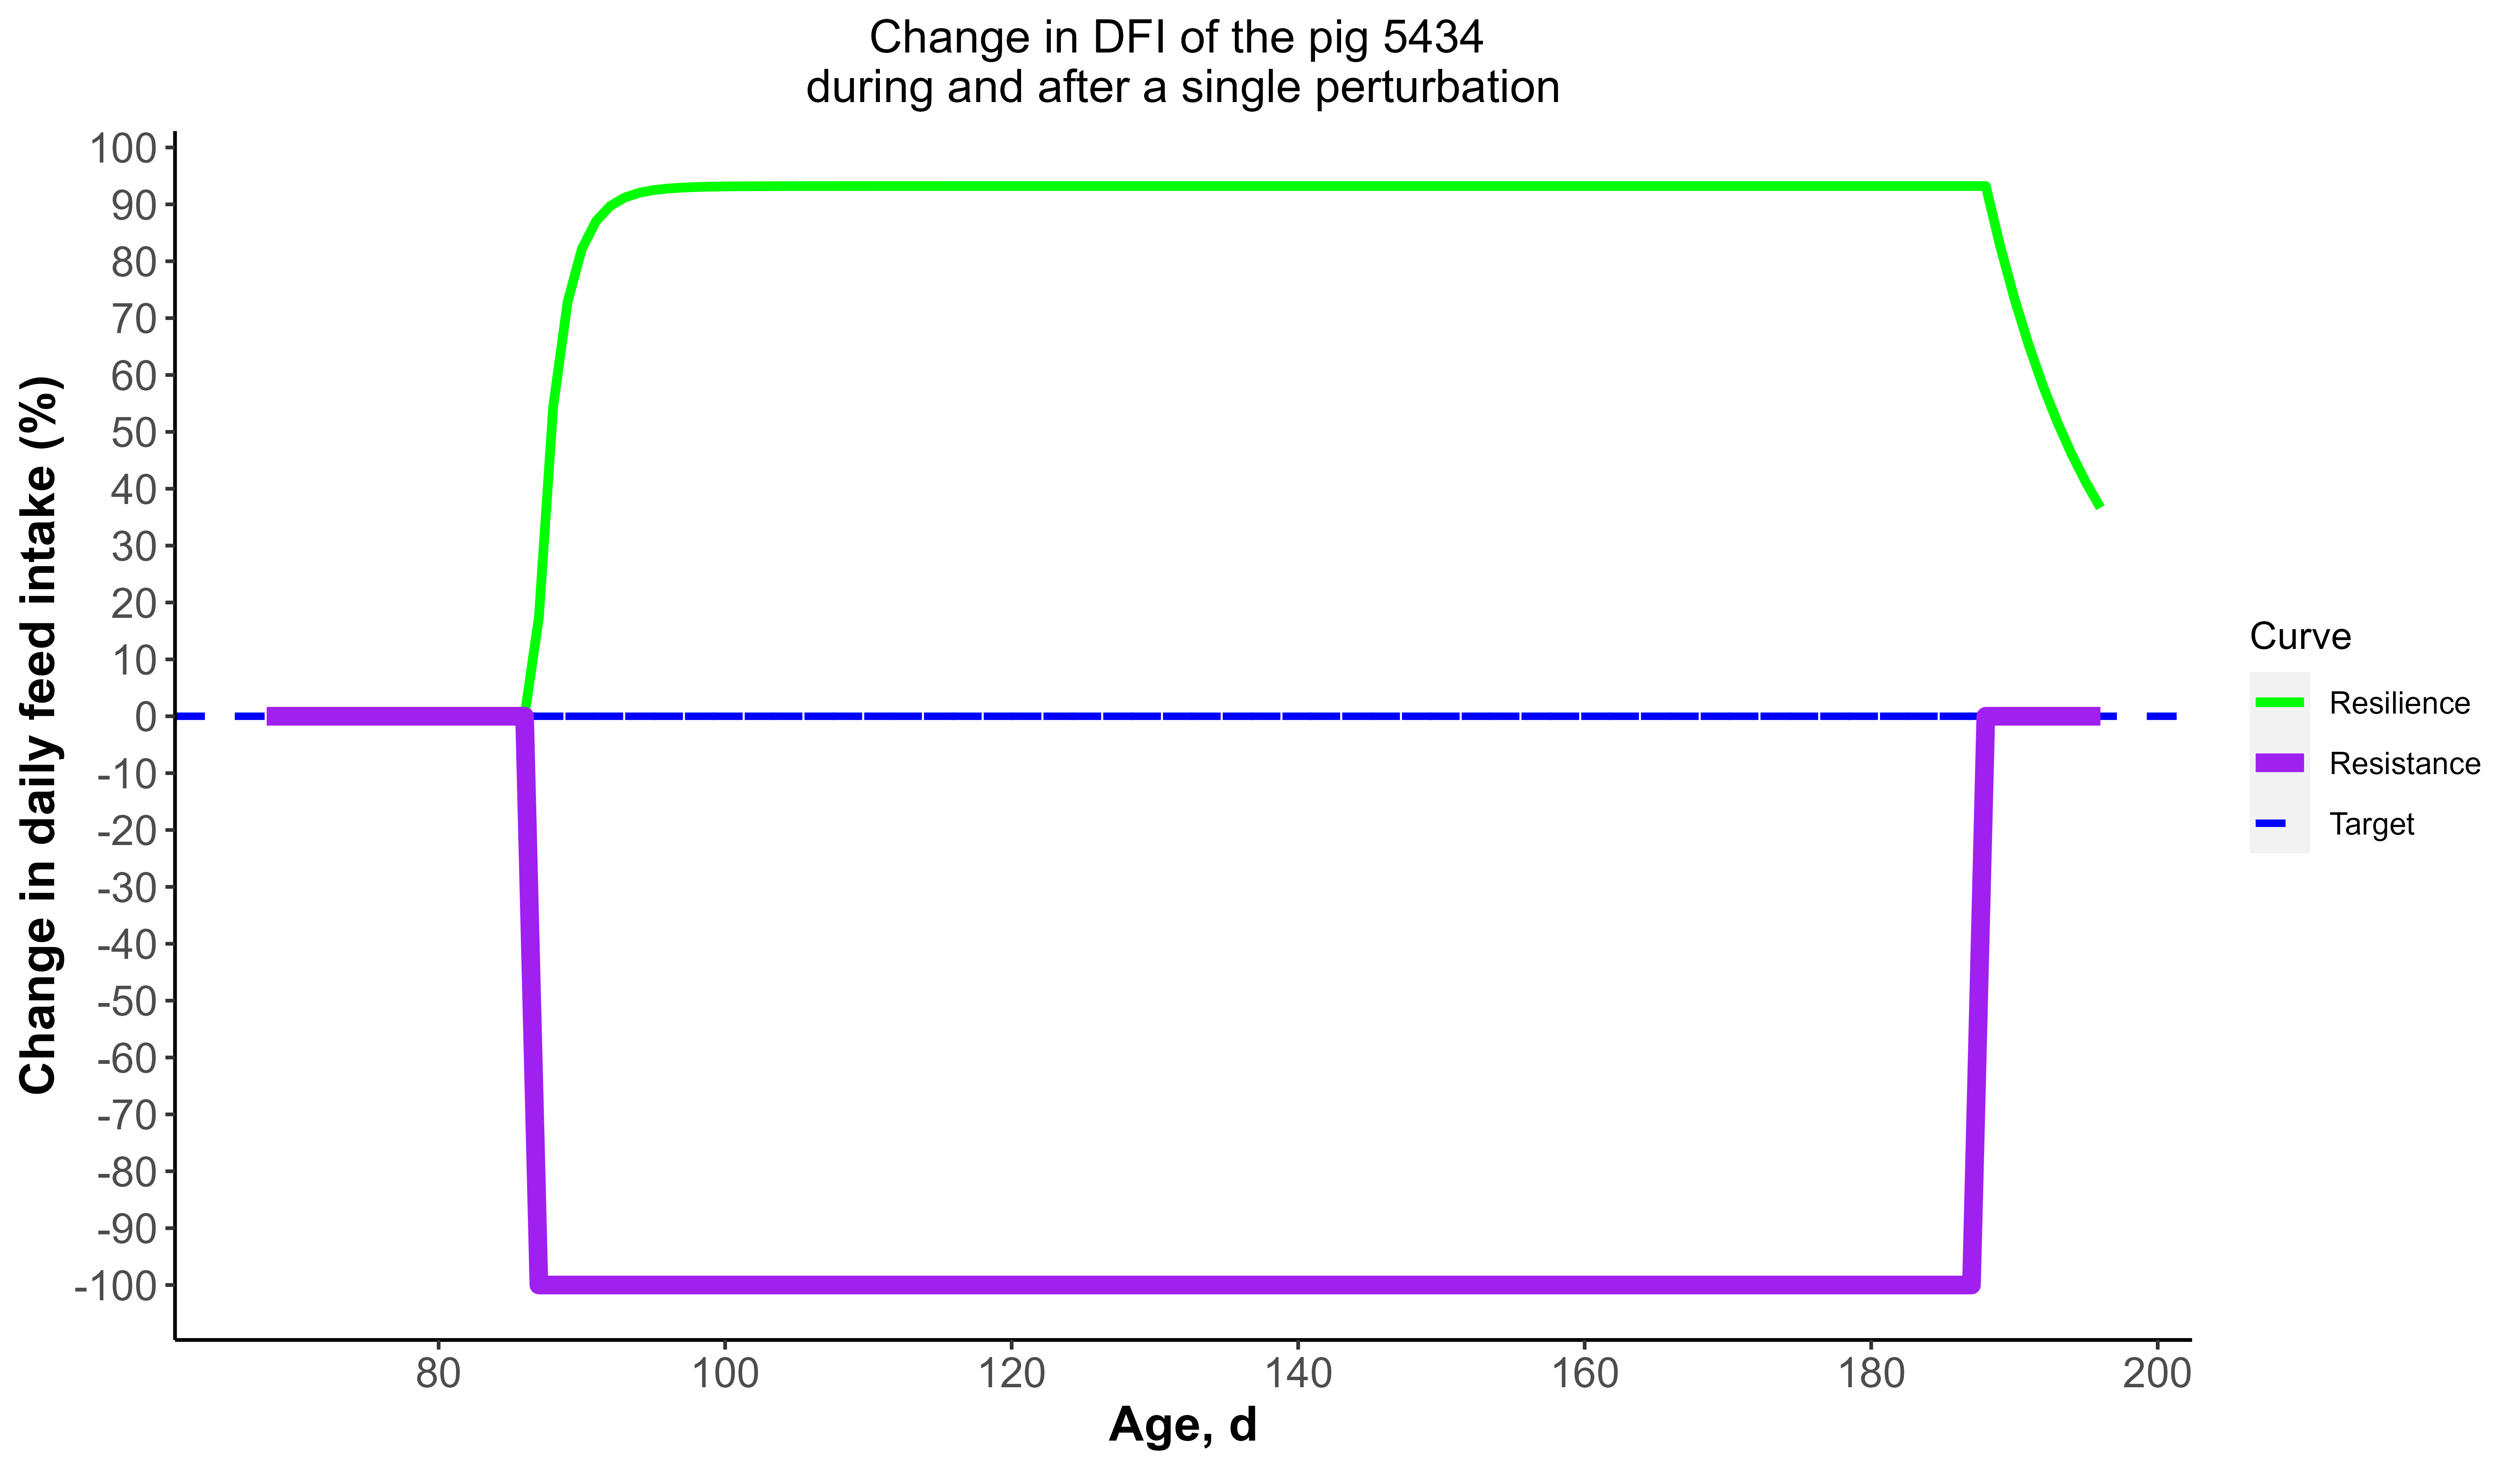 Change in DFI of the pig 5434
during and after a single perturbation
Change in daily feed intake (%)
100
90
80
70
60
50
40
30
20
10
0
-10
-20
-30
-40
-50
-60
-70
-80
-90
-100
80 100 120 140 160 180 200
Age, d
Curve
Resilience
Resistance
Target